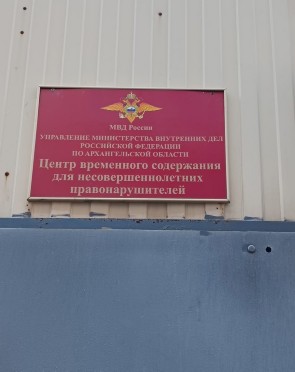 МВД России
УПРАВЛЕНИЕ МИНИСТЕРСТВА ВНУТРЕННИХ ДЕЛ
РОССИЙСКОЙ ФЕДЕРАЦИИ
ПО АРХАНГЕЛЬСКОЙ ОБЛАСТИ
Центр временного содержания
для несовершеннолетних
правонарушителей